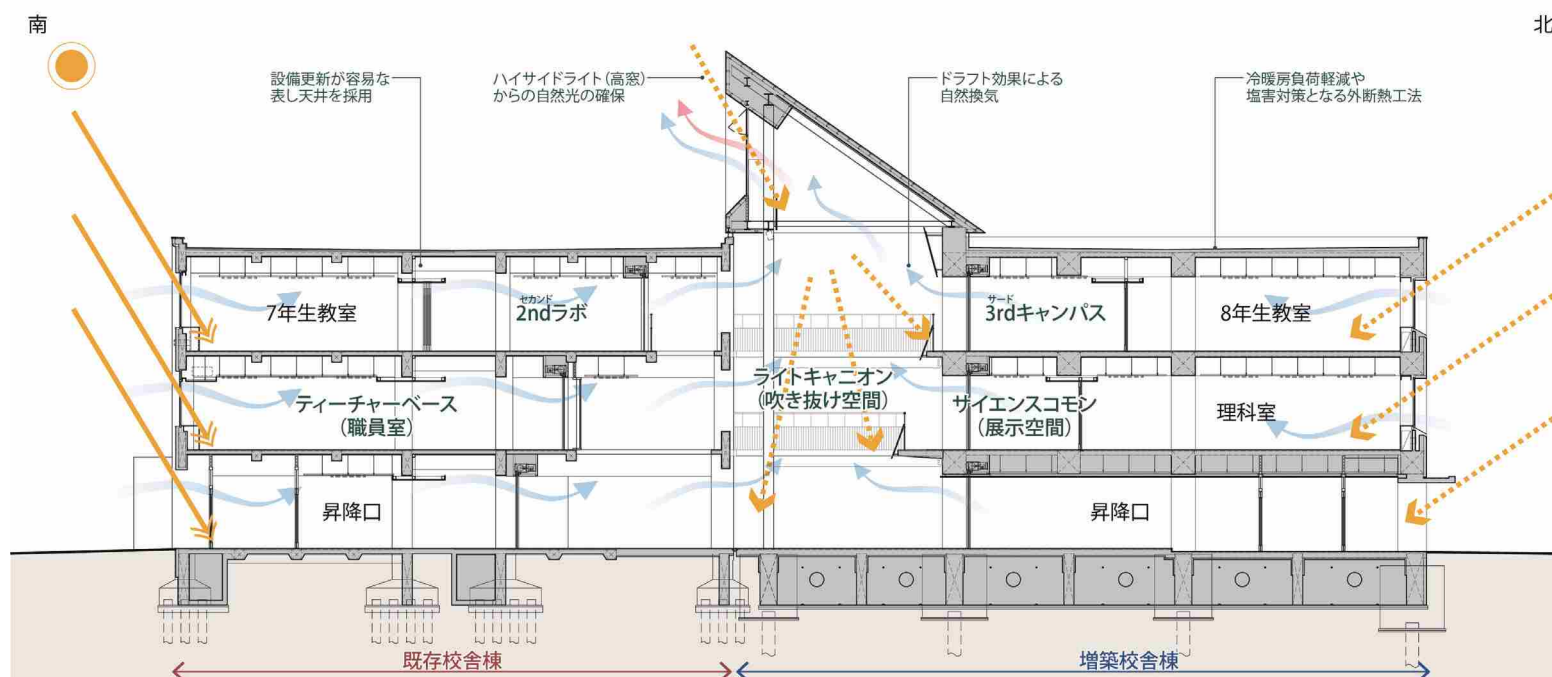 南
北
設備更新が容易な
表し天井を採用
ハイサイドライト(高窓)
からの自然光の確保
ドラフト効果による
自然換気
冷暖房負荷軽減や
塩害対策となる外断熱工法
7年生教室
セカンド
2ndラボ
サード
3rdキャンパス
8年生教室
ティーチャーベース
(職員室)
ライトキャニオン
(吹き抜け空間)
サイエンスコモン
(展示空間)
理科室
昇降口
昇降口
既存校舎棟
増築校舎棟